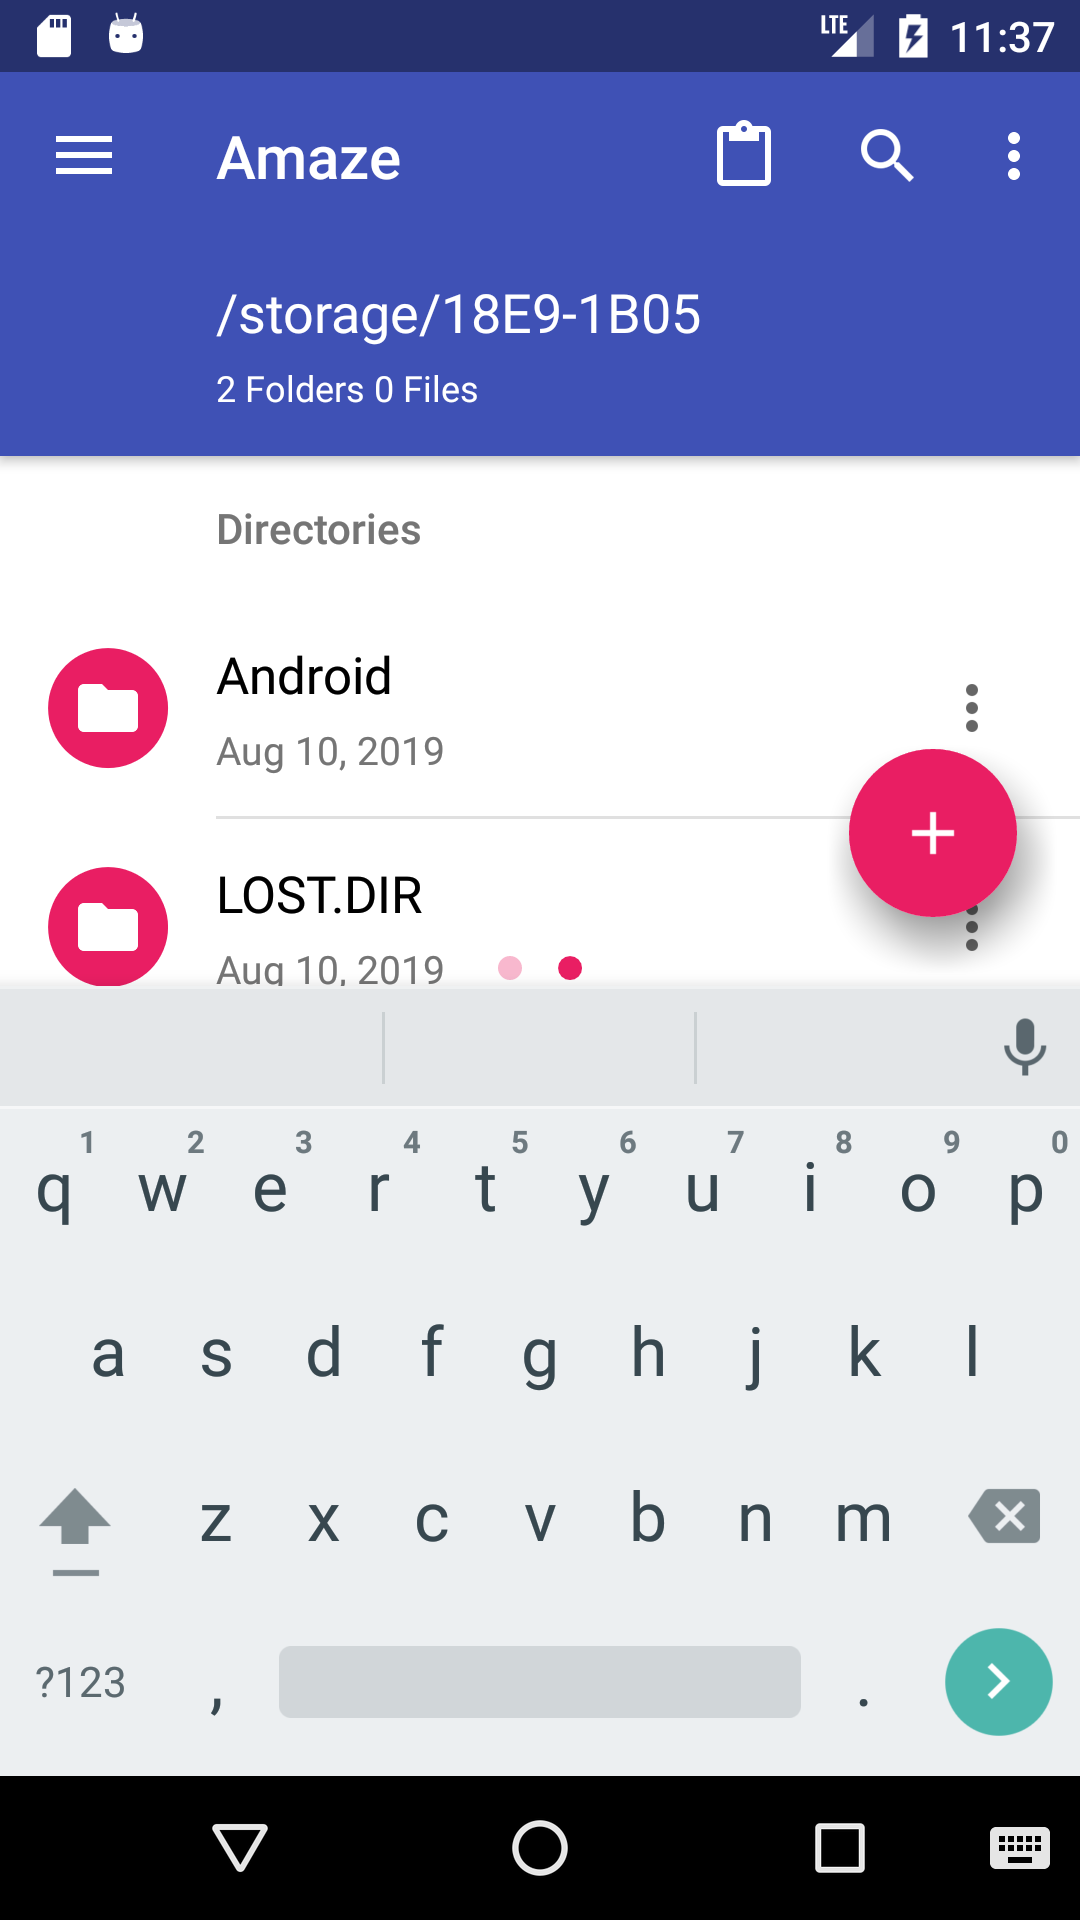 LTE 11:37
Amaze
/storage/18E9-1B05
2 Folders 0 Files
Directories
Android
Aug 10, 2019
LOST.DIR
Aug 10, 2019
1 2 3 4 5 6 7 8 9 0
q w e r t y u i o p
a s d f g h j k l
z x c v b n m
?123 , .